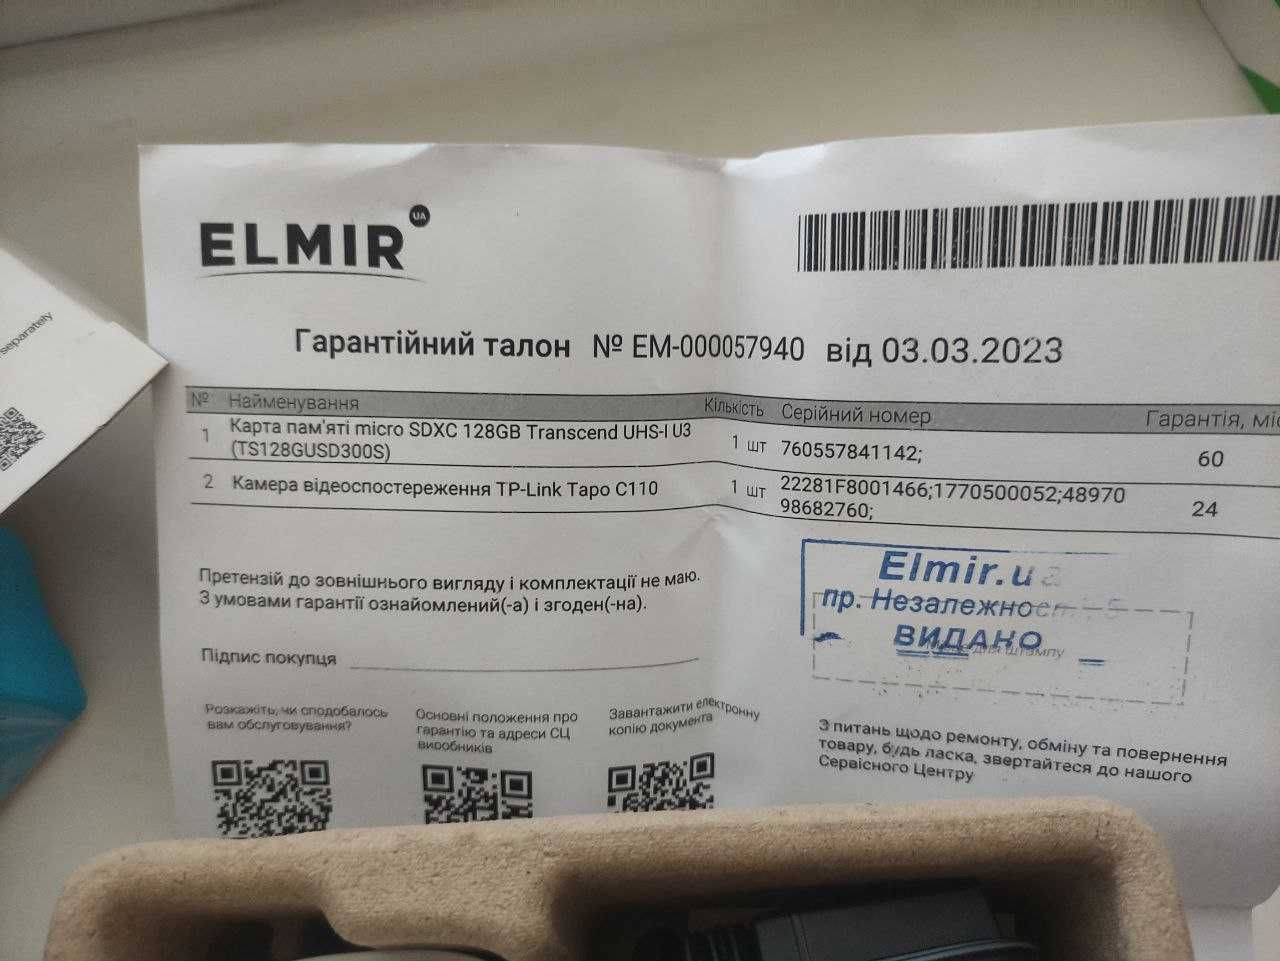 separately
ELMIR UA
Гарантійний талон № EM-000057940 від 03.03.2023
№ Найменування Кількість Серійний номер Гарантія, міс
1 Карта пам'яті micro SDXC 128GB Transcend UHS-I U3 1 шт 760557841142; 60
(TS128GUSD300S)
2 Камера відеоспостереження TP-Link Tapo C110 1 шт 22281F8001466;1770500052;48970 24
98682760;
Претензій до зовнішнього вигляду і комплектації не маю.
З умовами гарантії ознайомлений(-а) і згоден(-на).
Підпис покупця
Elmir.ua
пр. Незалежност
ВИДАНО
для штампу
Розкажіть, чи сподобалось
вам обслуговування?
Основні положення про
гарантію та адреси СЦ
виробників
Завантажити електронну
копію документа
З питань щодо ремонту, обміну та повернення
товару, будь ласка, звертайтеся до нашого
Сервісного Центру